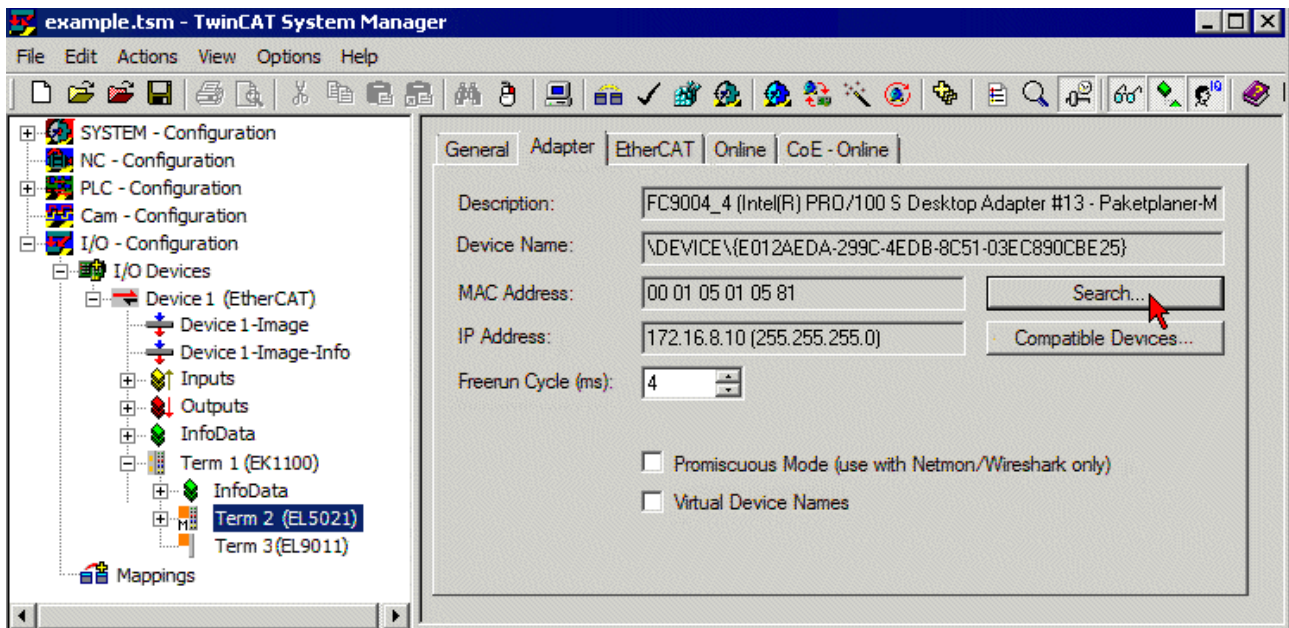 example.tsm - TwinCAT System Manager
File Edit Actions View Options Help
SYSTEM - Configuration
NC - Configuration
PLC - Configuration
Cam - Configuration
I/O - Configuration
I/O Devices
Device 1 (EtherCAT)
Device 1-Image
Device 1-Image-Info
Inputs
Outputs
InfoData
Term 1 (EK1100)
InfoData
Term 2 (EL5021)
Term 3(EL9011)
Mappings
General Adapter EtherCAT Online CoE - Online
Description: FC9004_4 (Intel(R) PRO/100 S Desktop Adapter #13 - Paketplaner-M
Device Name: \DEVICE\{E012AEDA-299C-4EDB-8C51-03EC890CBE25}
MAC Address: 00 01 05 01 05 81 Search...
IP Address: 172.16.8.10 (255.255.255.0) Compatible Devices...
Freerun Cycle (ms): 4
Promiscuous Mode (use with Netmon/Wireshark only)
Virtual Device Names